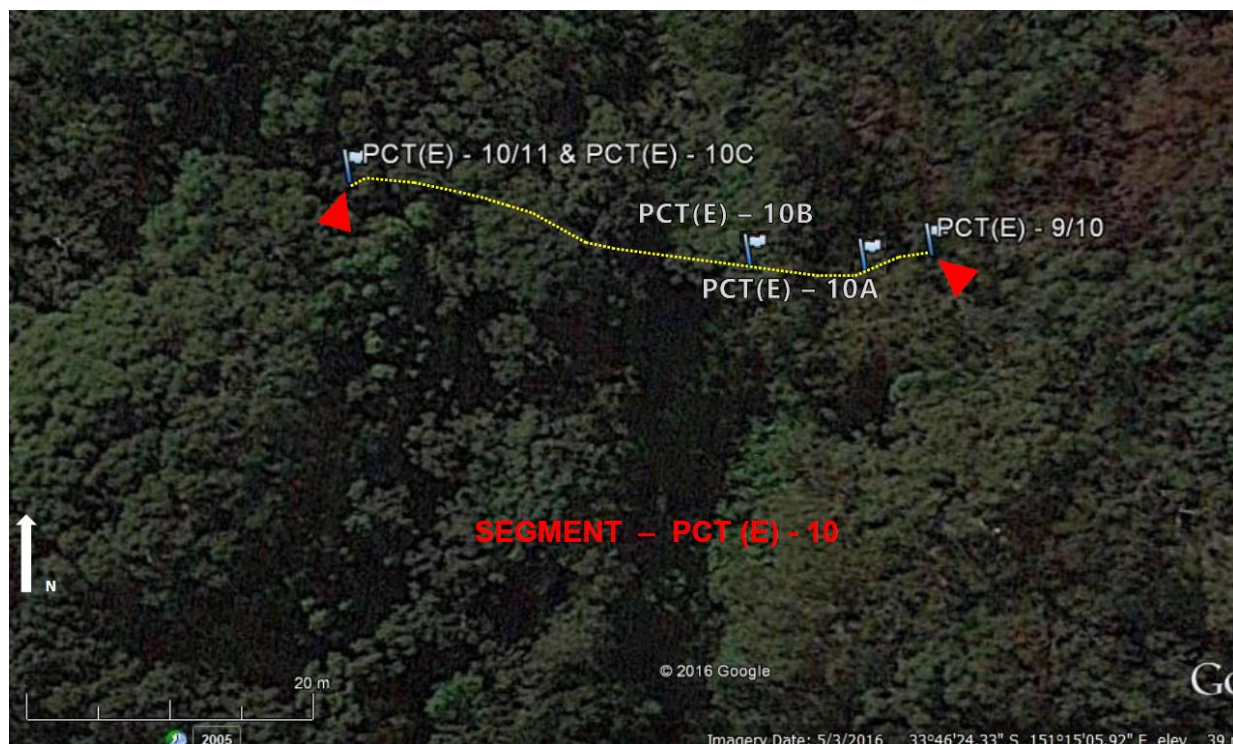 PCT(E) - 10/11 & PCT(E) - 10C
PCT(E) – 10B
PCT(E) - 9/10
PCT(E) – 10A
SEGMENT – PCT (E) - 10
N
© 2016 Google
20 m
2005
Imagery Date: 5/3/2016 33°46'24.33" S 151°15'05.92" E elev 39